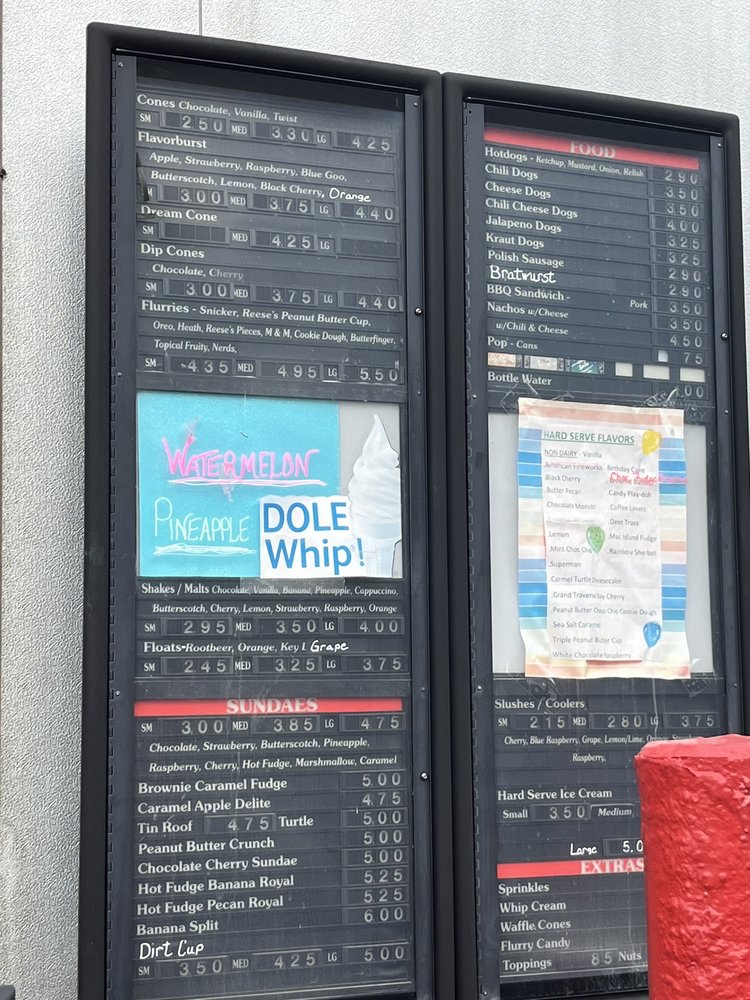 Cones Chocolate, Vanilla, Twist
SM 2.50 MED 3.30 LG 4.25
Flavorburst
Apple, Strawberry, Raspberry, Blue Goo,
Butterscotch, Lemon, Black Cherry, Orange
SM 3.00 MED 3.75 LG 4.40
Dream Cone
SM MED 4.25 LG
Dip Cones
Chocolate, Cherry
SM 3.00 MED 3.75 LG 4.40
Flurries - Snicker, Reese's Peanut Butter Cup,
Oreo, Heath, Reese's Pieces, M & M, Cookie Dough, Butterfinger,
Topical Fruity, Nerds,
SM 4.35 MED 4.95 LG 5.50
WATERMELON
PINEAPPLE
DOLE
Whip!
Shakes / Malts Chocolate, Vanilla, Banana, Pineapple, Cappuccino,
Butterscotch, Cherry, Lemon, Strawberry, Raspberry, Orange
SM 2.95 MED 3.50 LG 4.00
Floats•Rootbeer, Orange, Key L Grape
SM 2.45 MED 3.25 LG 3.75
SUNDAES
SM 3.00 MED 3.85 LG 4.75
Chocolate, Strawberry, Butterscotch, Pineapple,
Raspberry, Cherry, Hot Fudge, Marshmallow, Caramel
Brownie Caramel Fudge 5.00
Caramel Apple Delite 4.75
Tin Roof 4.75 Turtle 5.00
Peanut Butter Crunch 5.00
Chocolate Cherry Sundae 5.00
Hot Fudge Banana Royal 5.25
Hot Fudge Pecan Royal 5.25
Banana Split 6.00
Dirt Cup
SM 3.50 MED 4.25 LG 5.00
FOOD
Hotdogs - Ketchup, Mustard, Onion, Relish 2.90
Chili Dogs 3.50
Cheese Dogs 3.50
Chili Cheese Dogs 4.00
Jalapeno Dogs 3.25
Kraut Dogs 3.25
Polish Sausage 2.90
Bratwurst 2.90
BBQ Sandwich - Pork 3.50
Nachos w/Cheese 3.50
w/Chili & Cheese 4.50
Pop - Cans 75
Bottle Water 1.00
HARD SERVE FLAVORS
NON DAIRY - Vanilla
American Fireworks Birthday Cake
Black Cherry
Butter Pecan Candy Play-doh
Chocolate Monstr Coffee Lovers
Deer Traxx
Lemon Mac Island Fudge
Mint Choc Chip Rainbow Sherbet
Superman
Carmel Turtle Cheesecake
Grand Traverse Bay Cherry
Peanut Butter Choc Chip Cookie Dough
Sea Salt Carame
Triple Peanut Butter Cup
White Chocolate Raspberry
Slushes / Coolers
SM 2.15 MED 2.80 LG 3.75
Cherry, Blue Raspberry, Grape, Lemon/Lime, Orange,
Raspberry,
Hard Serve Ice Cream
Small 3.50 Medium
Large 5.0
EXTRAS
Sprinkles
Whip Cream
Waffle Cones
Flurry Candy
Toppings 85 Nuts